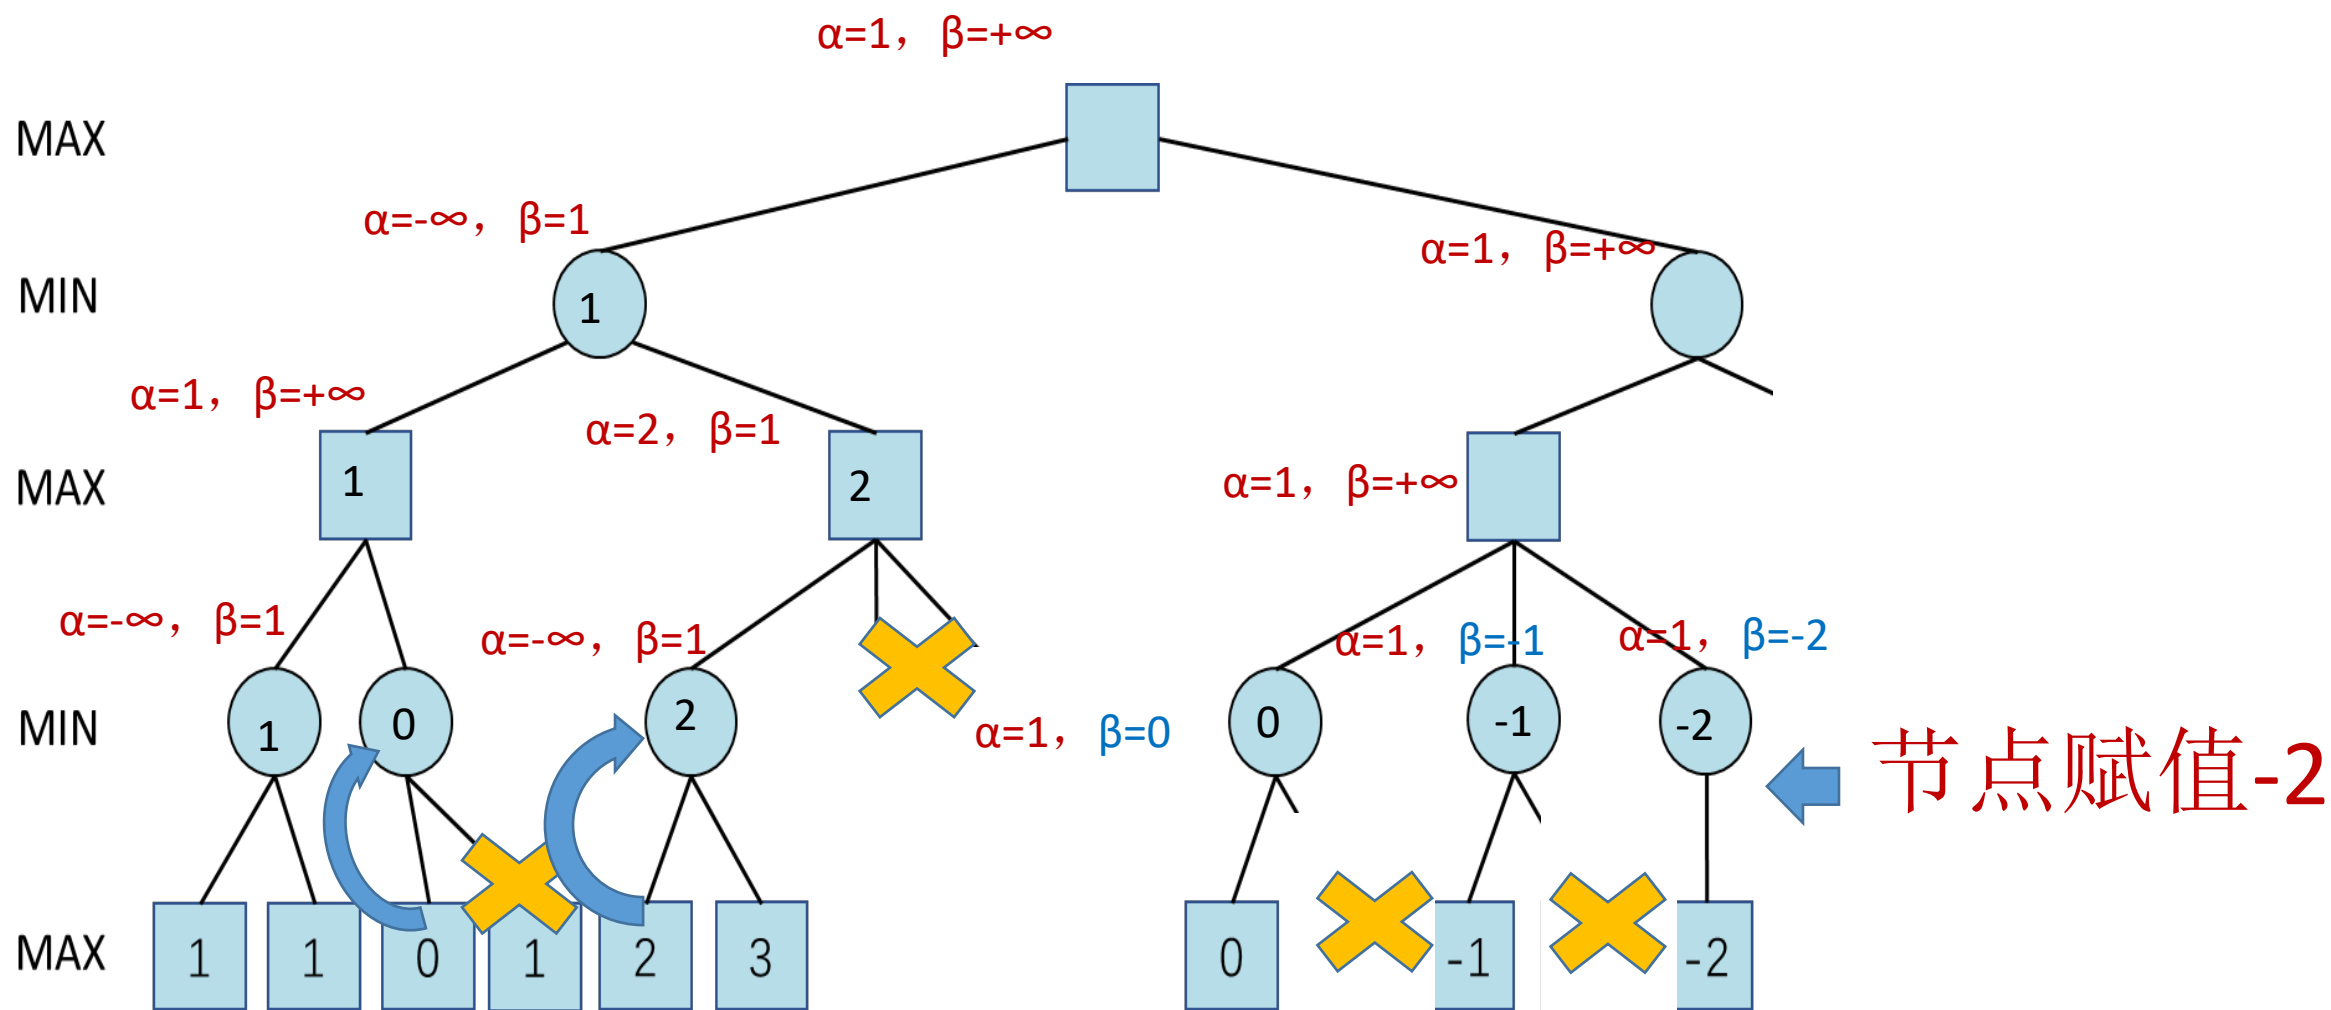 α=1，β=+∞
MAX
α=-∞，β=1
α=1，β=+∞
MIN
1
α=1，β=+∞
α=2，β=1
MAX
1
2
α=1，β=+∞
α=-∞，β=1
α=-∞，β=1
α=1，β=-1
α=1，β=-2
MIN
1
0
2
α=1，β=0
0
-1
-2
节点赋值-2
MAX
1
1
0
1
2
3
0
-1
-2